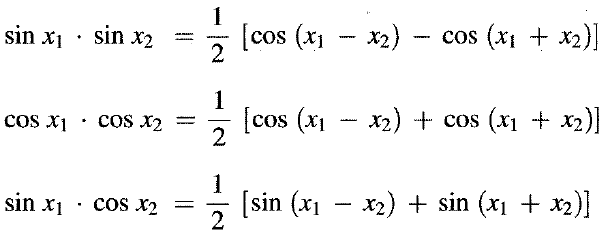 sin x₁ · sin x₂ = 1/2 [cos (x₁ − x₂) − cos (x₁ + x₂)]
cos x₁ · cos x₂ = 1/2 [cos (x₁ − x₂) + cos (x₁ + x₂)]
sin x₁ · cos x₂ = 1/2 [sin (x₁ − x₂) + sin (x₁ + x₂)]